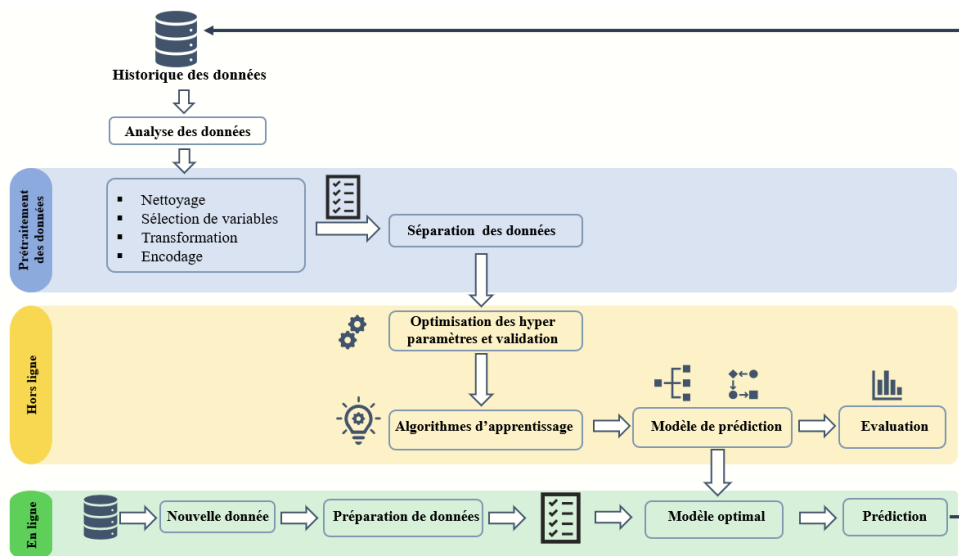 Historique des données
Analyse des données
Prétraitement
des données
Nettoyage
Sélection de variables
Transformation
Encodage
Séparation des données
Hors ligne
Optimisation des hyper
paramètres et validation
Algorithmes d'apprentissage
Modèle de prédiction
Evaluation
En ligne
Nouvelle donnée
Préparation de données
Modèle optimal
Prédiction